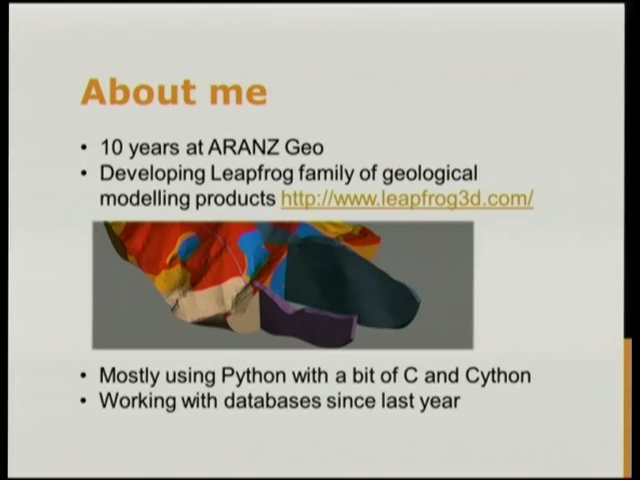 About me
• 10 years at ARANZ Geo
• Developing Leapfrog family of geological
modelling products http://www.leapfrog3d.com/
• Mostly using Python with a bit of C and Cython
• Working with databases since last year